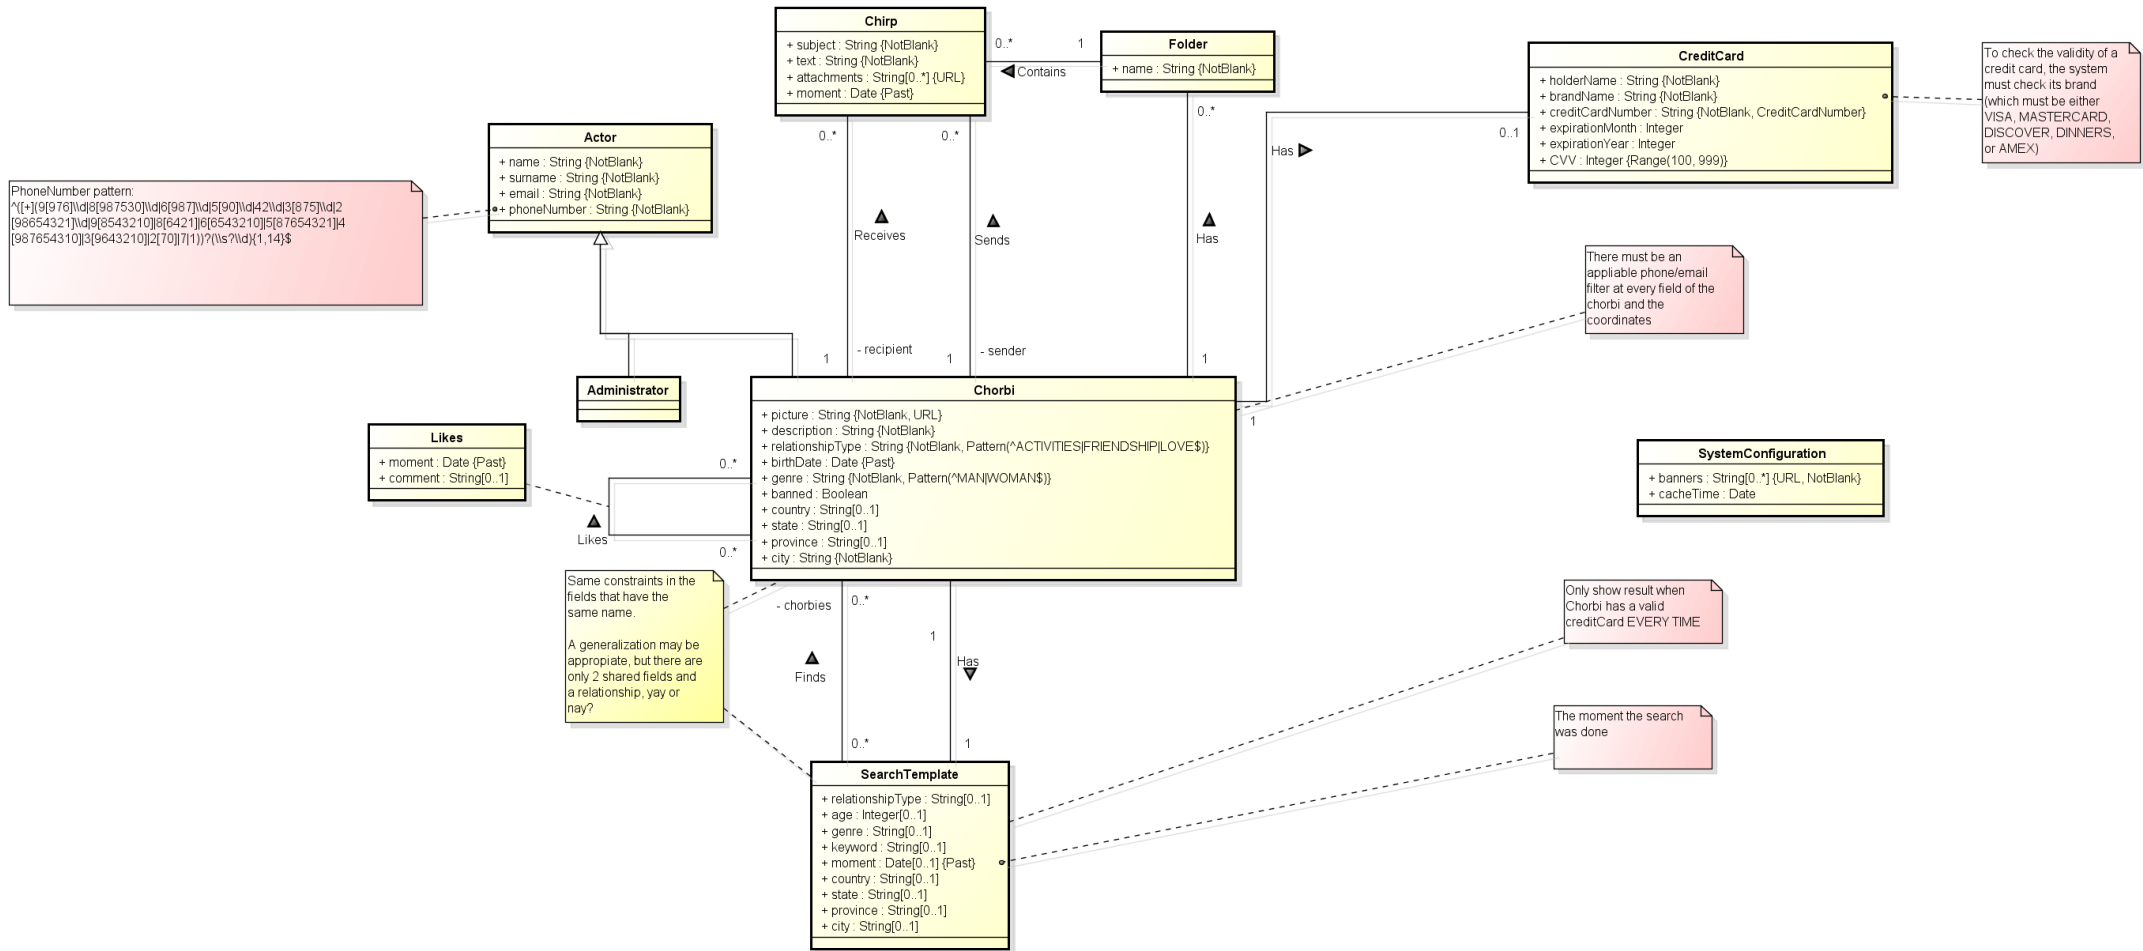 Chirp
+ subject : String {NotBlank}
+ text : String {NotBlank}
+ attachments : String[0..*] {URL}
+ moment : Date {Past}
0..*
1
Contains
Folder
+ name : String {NotBlank}
CreditCard
+ holderName : String {NotBlank}
+ brandName : String {NotBlank}
+ creditCardNumber : String {NotBlank, CreditCardNumber}
+ expirationMonth : Integer
+ expirationYear : Integer
+ CVV : Integer {Range(100, 999)}
To check the validity of a
credit card, the system
must check its brand
(which must be either
VISA, MASTERCARD,
DISCOVER, DINNERS,
or AMEX)
Actor
+ name : String {NotBlank}
+ surname : String {NotBlank}
+ email : String {NotBlank}
+ phoneNumber : String {NotBlank}
PhoneNumber pattern:
^([+](9[976]\\d|8[987530]\\d|6[987]\\d|5[90]\\d|42\\d|3[875]\\d|2
[98654321]\\d|9[8543210]|8[6421]|6[6543210]|5[87654321]|4
[987654310]|3[9643210]|2[70]|7|1))?(\\s?\\d){1,14}$
0..*
0..*
0..*
0..1
Has
Receives
Sends
Has
There must be an
appliable phone/email
filter at every field of the
chorbi and the
coordinates
1
- recipient
1
- sender
1
1
Administrator
Chorbi
+ picture : String {NotBlank, URL}
+ description : String {NotBlank}
+ relationshipType : String {NotBlank, Pattern(^ACTIVITIES|FRIENDSHIP|LOVE$)}
+ birthDate : Date {Past}
+ genre : String {NotBlank, Pattern(^MAN|WOMAN$)}
+ banned : Boolean
+ country : String[0..1]
+ state : String[0..1]
+ province : String[0..1]
+ city : String {NotBlank}
Likes
+ moment : Date {Past}
+ comment : String[0..1]
0..*
Likes
0..*
SystemConfiguration
+ banners : String[0..*] {URL, NotBlank}
+ cacheTime : Date
Same constraints in the
fields that have the
same name.
A generalization may be
appropiate, but there are
only 2 shared fields and
a relationship, yay or
nay?
- chorbies
0..*
1
Finds
Has
0..*
1
Only show result when
Chorbi has a valid
creditCard EVERY TIME
The moment the search
was done
SearchTemplate
+ relationshipType : String[0..1]
+ age : Integer[0..1]
+ genre : String[0..1]
+ keyword : String[0..1]
+ moment : Date[0..1] {Past}
+ country : String[0..1]
+ state : String[0..1]
+ province : String[0..1]
+ city : String[0..1]